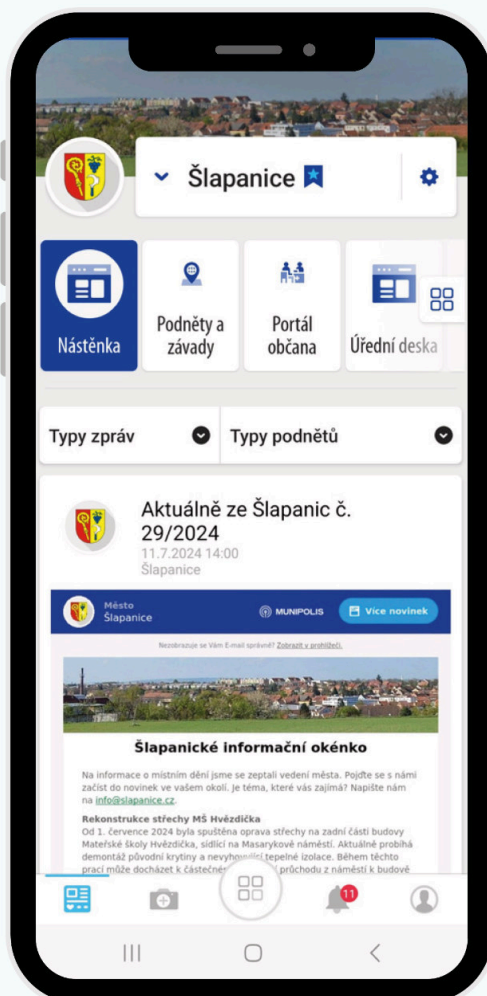 Šlapanice
Nástěnka
Podněty a
závady
Portál
občana
Úřední deska
Typy zpráv
Typy podnětů
Aktuálně ze Šlapanic č.
29/2024
11.7.2024 14:00
Šlapanice
Město
Šlapanice
MUNIPOLIS
Více novinek
Nezobrazuje se Vám E-mail správně? Zobrazit v prohlížeči.
Šlapanické informační okénko
Na informace o místním dění jsme se zeptali vedení města. Pojďte se s námi
začíst do novinek ve vašem okolí. Je téma, které vás zajímá? Napište nám
na info@slapanice.cz.
Rekonstrukce střechy MŠ Hvězdička
Od 1. července 2024 byla spuštěna oprava střechy na zadní části budovy
Mateřské školy Hvězdička, sídlící na Masarykově náměstí. Aktuálně probíhá
demontáž původní krytiny a tepelné izolace. Během těchto
prací může docházet k průchodu z náměstí k budově
11